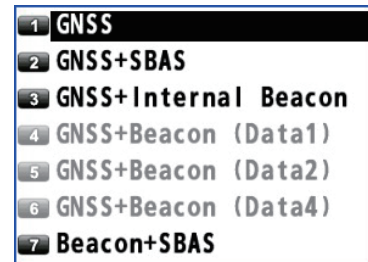 1 GNSS
2 GNSS+SBAS
3 GNSS+Internal Beacon
4 GNSS+Beacon (Data1)
5 GNSS+Beacon (Data2)
6 GNSS+Beacon (Data4)
7 Beacon+SBAS